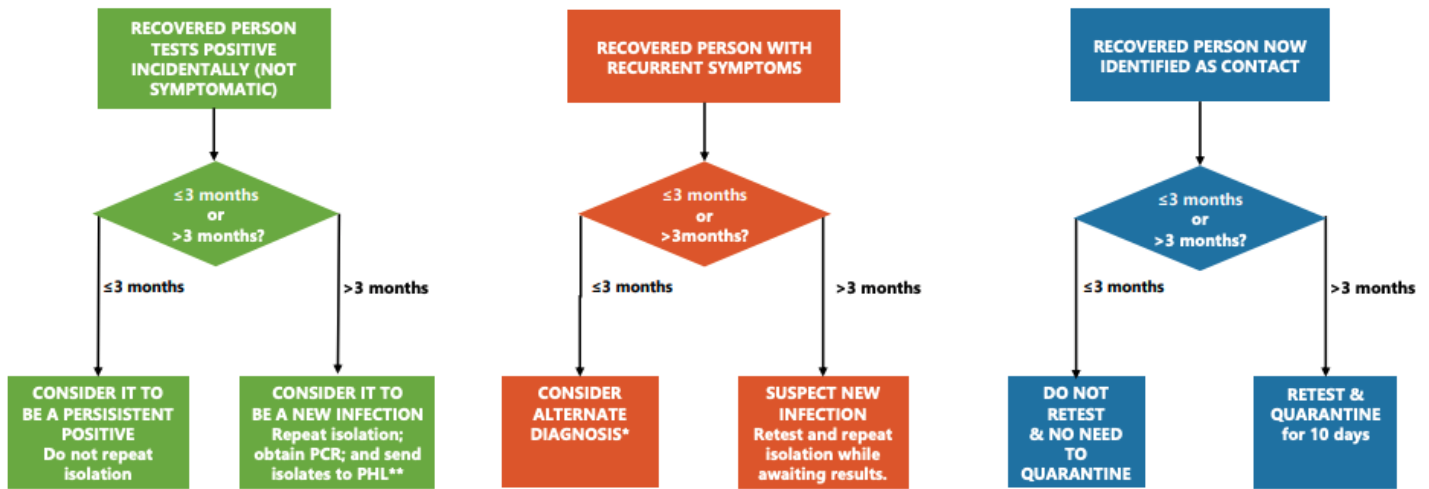 RECOVERED PERSON
TESTS POSITIVE
INCIDENTALLY (NOT
SYMPTOMATIC)
≤3 months
or
>3 months?
≤3 months
>3 months
CONSIDER IT TO
BE A PERSISISTENT
POSITIVE
Do not repeat
isolation
CONSIDER IT TO
BE A NEW INFECTION
Repeat isolation;
obtain PCR; and send
isolates to PHL**
RECOVERED PERSON WITH
RECURRENT SYMPTOMS
≤3 months
or
>3months?
≤3 months
>3 months
CONSIDER
ALTERNATE
DIAGNOSIS*
SUSPECT NEW
INFECTION
Retest and repeat
isolation while
awaiting results.
RECOVERED PERSON NOW
IDENTIFIED AS CONTACT
≤3 months
or
>3 months?
≤3 months
>3 months
DO NOT
RETEST
& NO NEED
TO
QUARANTINE
RETEST &
QUARANTINE
for 10 days